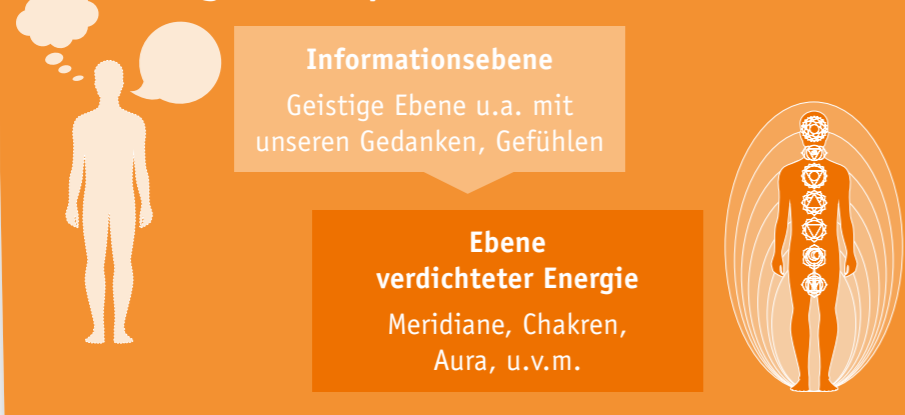 Informationsebene
Geistige Ebene u.a. mit
unseren Gedanken, Gefühlen
Ebene
verdichteter Energie
Meridiane, Chakren,
Aura, u.v.m.